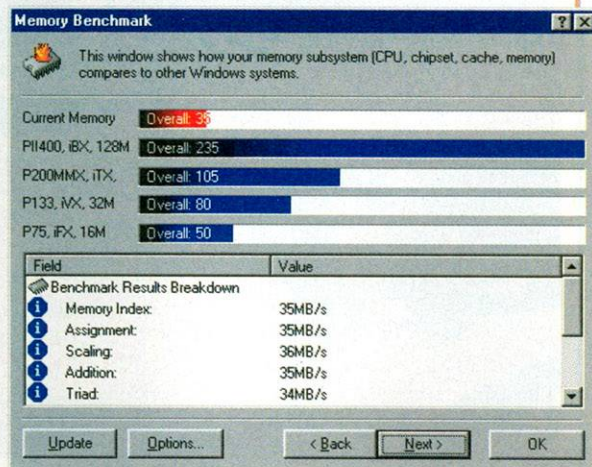 Memory Benchmark
This window shows how your memory subsystem (CPU, chipset, cache, memory)
compares to other Windows systems.
Current Memory Overall: 35
PII400, iBX, 128M Overall: 235
P200MMX, iTX, Overall: 105
P133, iVX, 32M Overall: 80
P75, iFX, 16M Overall: 50
Field Value
Benchmark Results Breakdown
Memory Index: 35MB/s
Assignment: 35MB/s
Scaling: 36MB/s
Addition: 35MB/s
Triad: 34MB/s
Update Options... < Back Next > OK